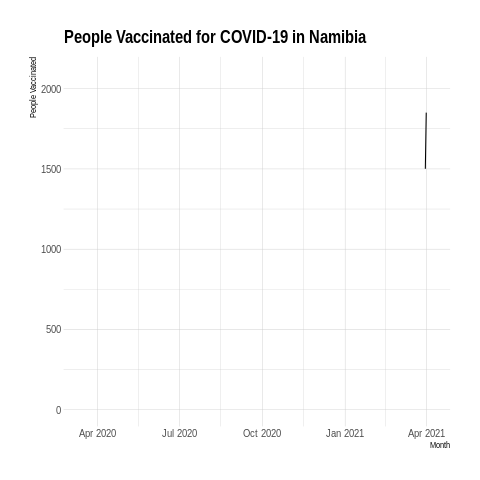 People Vaccinated for COVID-19 in Namibia
People Vaccinated
2000
1500
1000
500
0
Apr 2020 Jul 2020 Oct 2020 Jan 2021 Apr 2021
Month